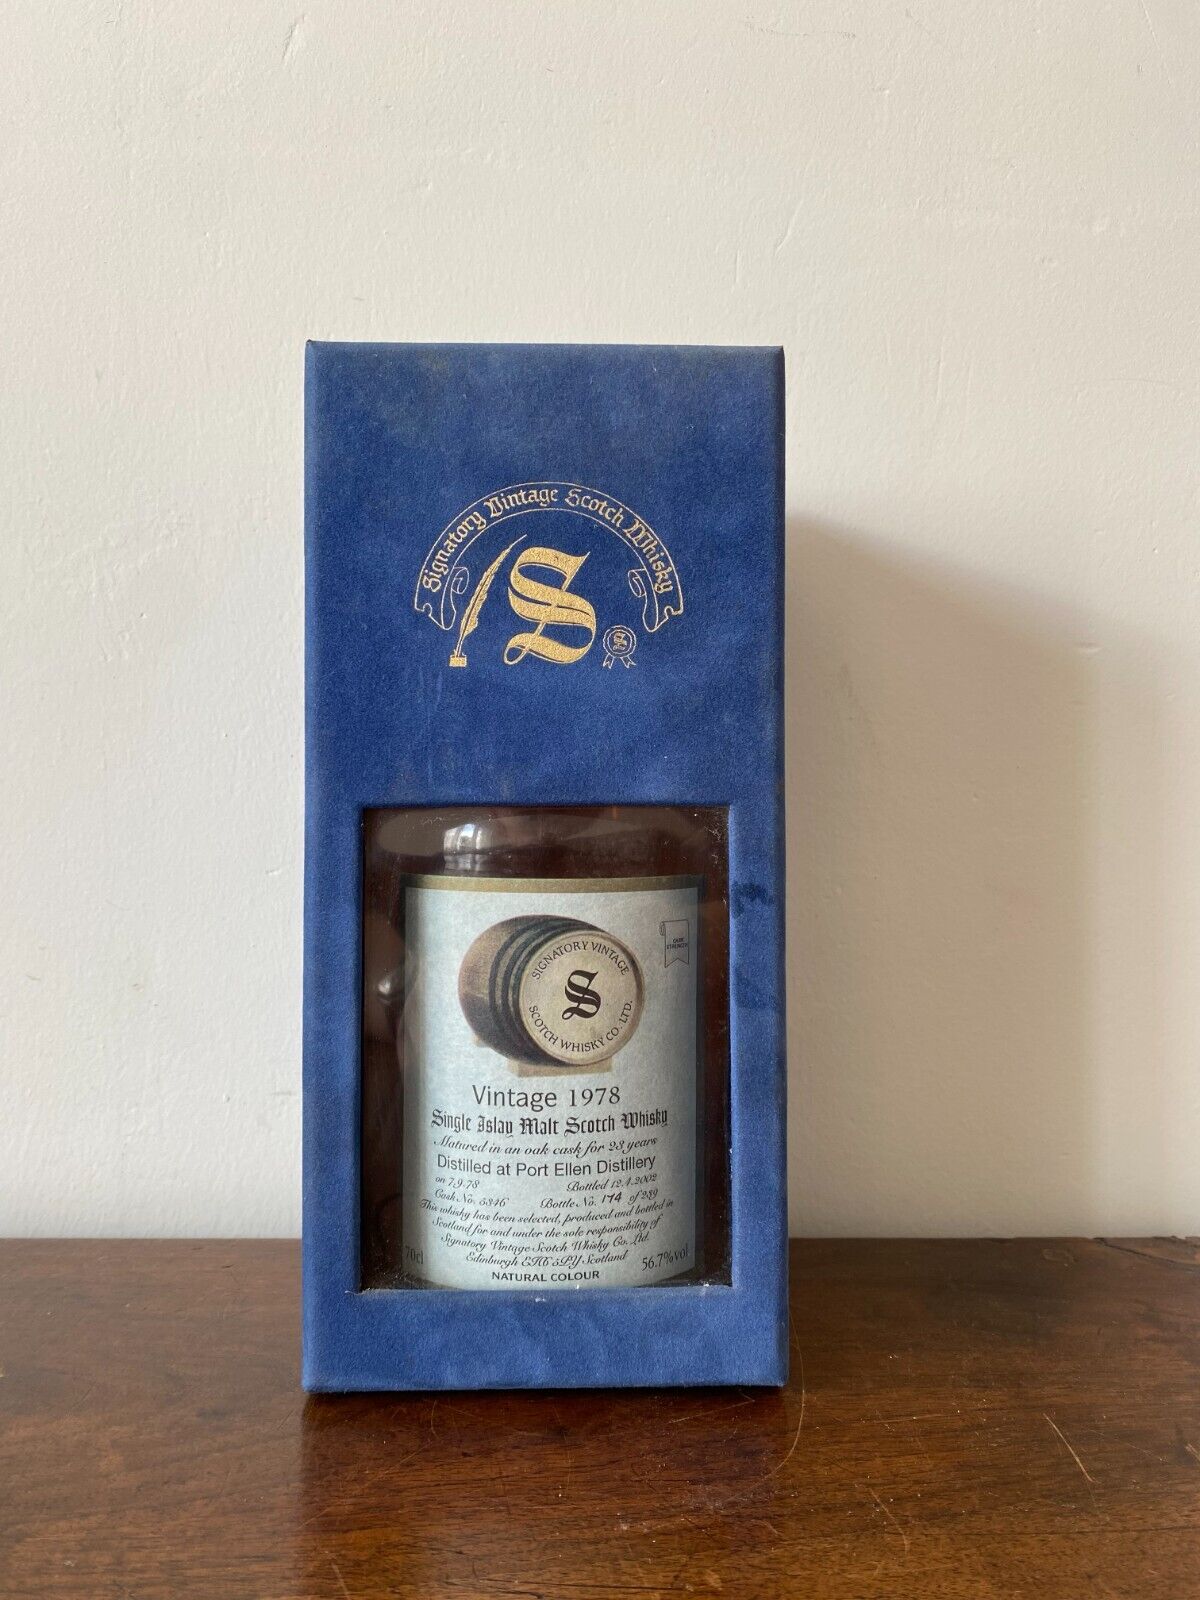 Signatory Vintage Scotch Whisky
S
S
CASK
STRENGTH
SIGNATORY VINTAGE
S
SCOTCH WHISKY CO. LTD.
Vintage 1978
Single Islay Malt Scotch Whisky
Matured in an oak cask for 23 years
Distilled at Port Ellen Distillery
on 7.9.78 Bottled 12.4.2002
Cask No. 5346 Bottle No. 174 of 239
This whisky has been selected, produced and bottled in
Scotland for and under the sole responsibility of
Signatory Vintage Scotch Whisky Co. Ltd.
Edinburgh EH6 5PY Scotland
70cl 56.7%vol
NATURAL COLOUR